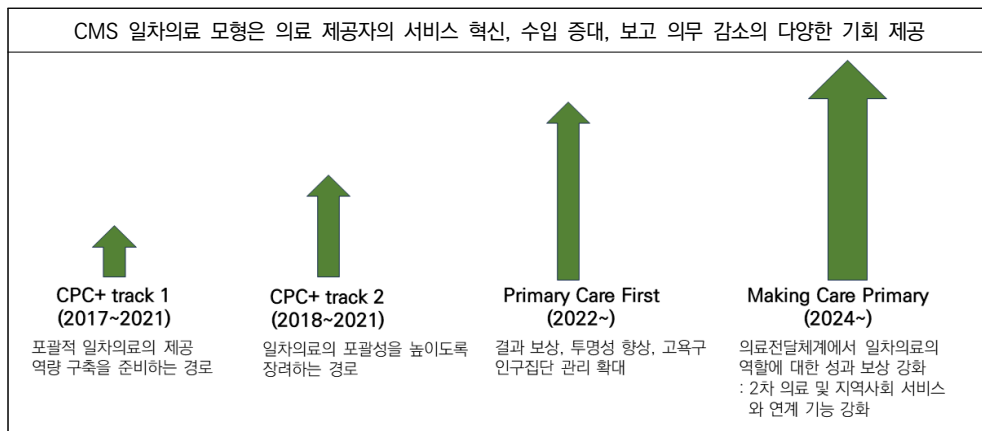 CMS 일차의료 모형은 의료 제공자의 서비스 혁신, 수입 증대, 보고 의무 감소의 다양한 기회 제공
CPC+ track 1
(2017~2021)
포괄적 일차의료의 제공
역량 구축을 준비하는 경로
CPC+ track 2
(2018~2021)
일차의료의 포괄성을 높이도록
장려하는 경로
Primary Care First
(2022~)
결과 보상, 투명성 향상, 고욕구
인구집단 관리 확대
Making Care Primary
(2024~)
의료전달체계에서 일차의료의
역할에 대한 성과 보상 강화
: 2차 의료 및 지역사회 서비스
와 연계 기능 강화